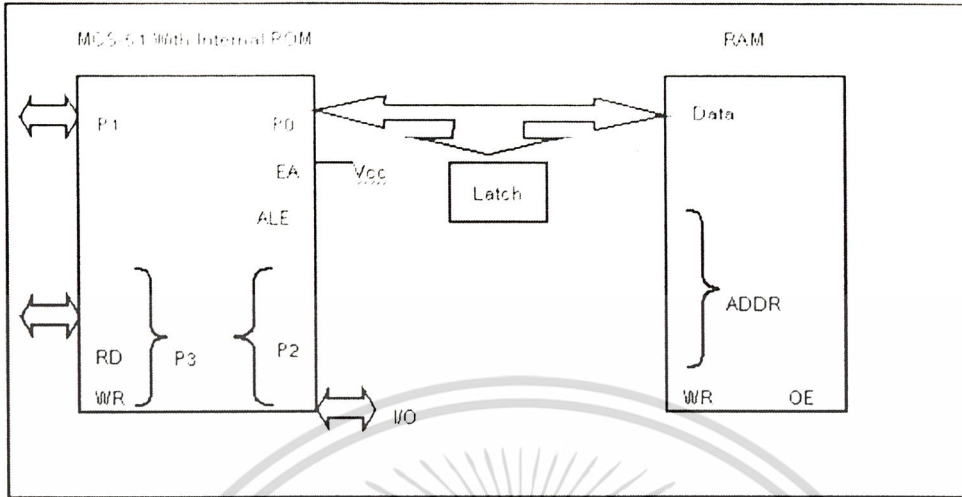 MCS-51 With Internal ROM
RAM
P1
P0
Data
EA
Vcc
Latch
ALE
ADDR
RD
P3
P2
WR
I/O
WR
OE